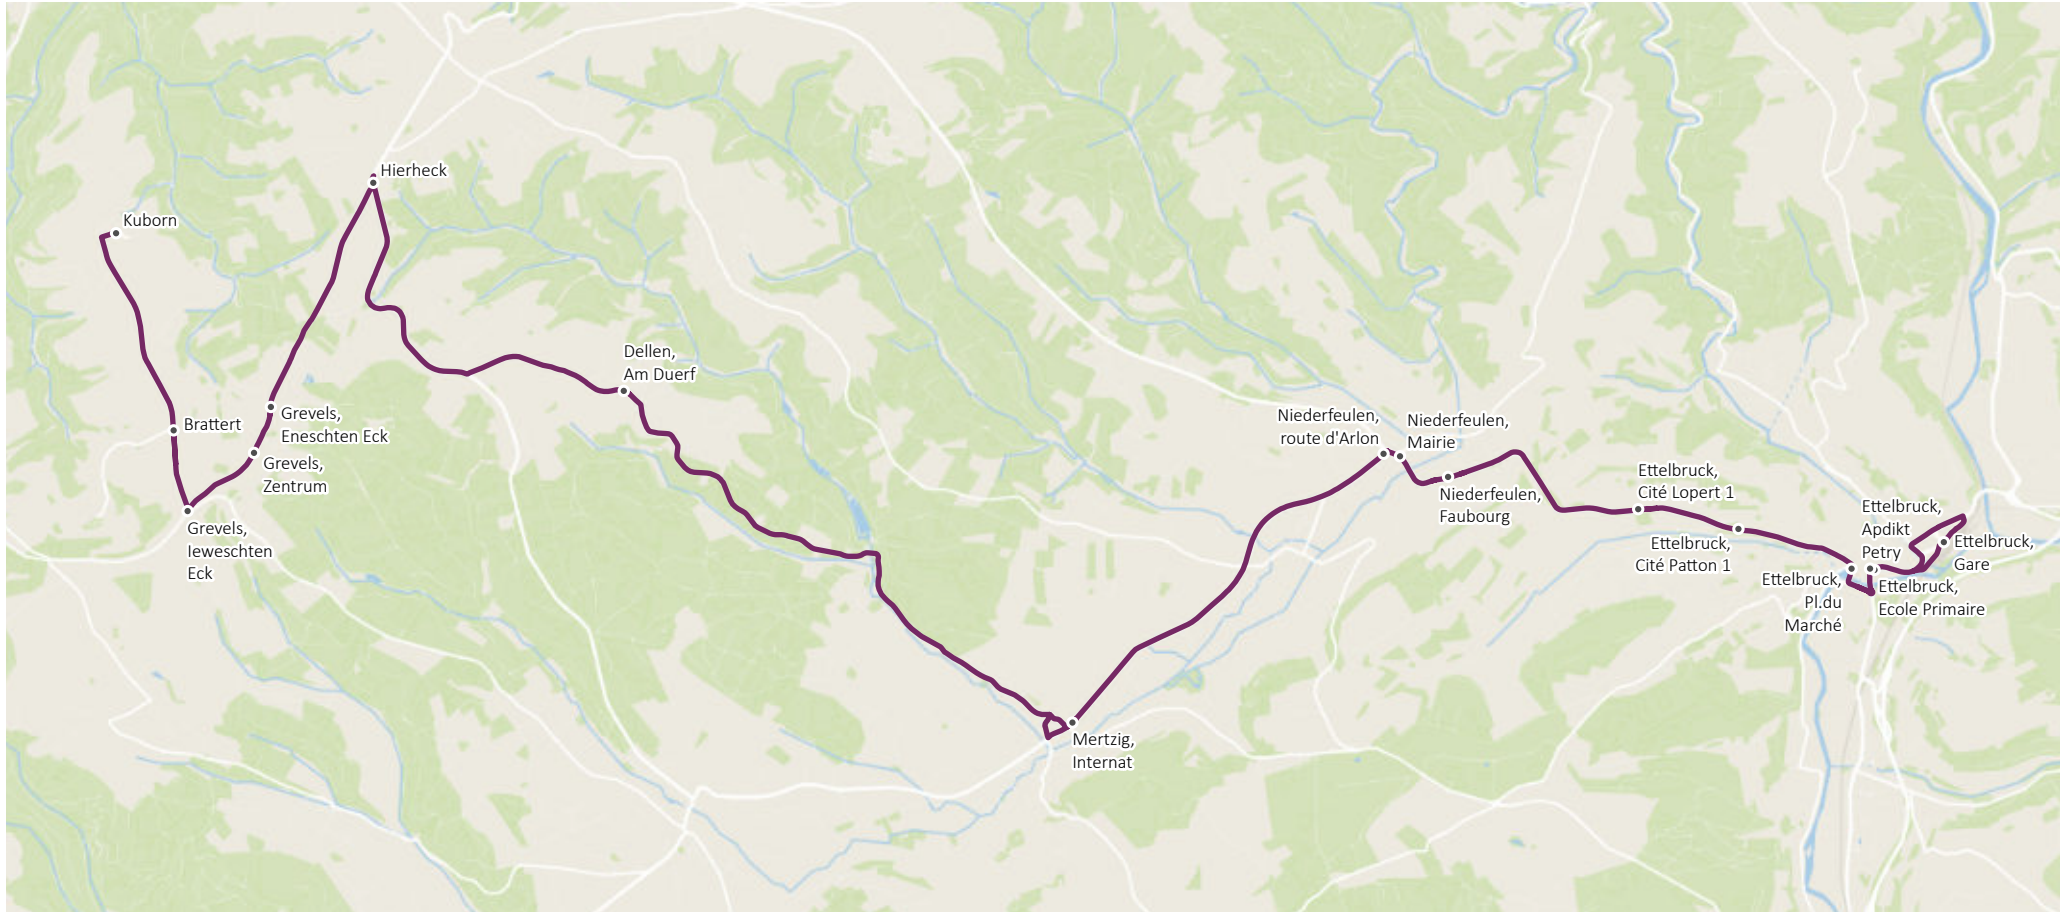 Hierheck
Kuborn
Dellen,
Am Duerf
Brattert
Grevels,
Eneschten Eck
Grevels,
Zentrum
Grevels,
Ieweschten
Eck
Niederfeulen,
route d'Arlon
Niederfeulen,
Mairie
Niederfeulen,
Faubourg
Ettelbruck,
Cité Lopert 1
Ettelbruck,
Cité Patton 1
Ettelbruck,
Apdikt
Petry
Ettelbruck,
Gare
Ettelbruck,
Pl.du
Marché
Ettelbruck,
Ecole Primaire
Mertzig,
Internat